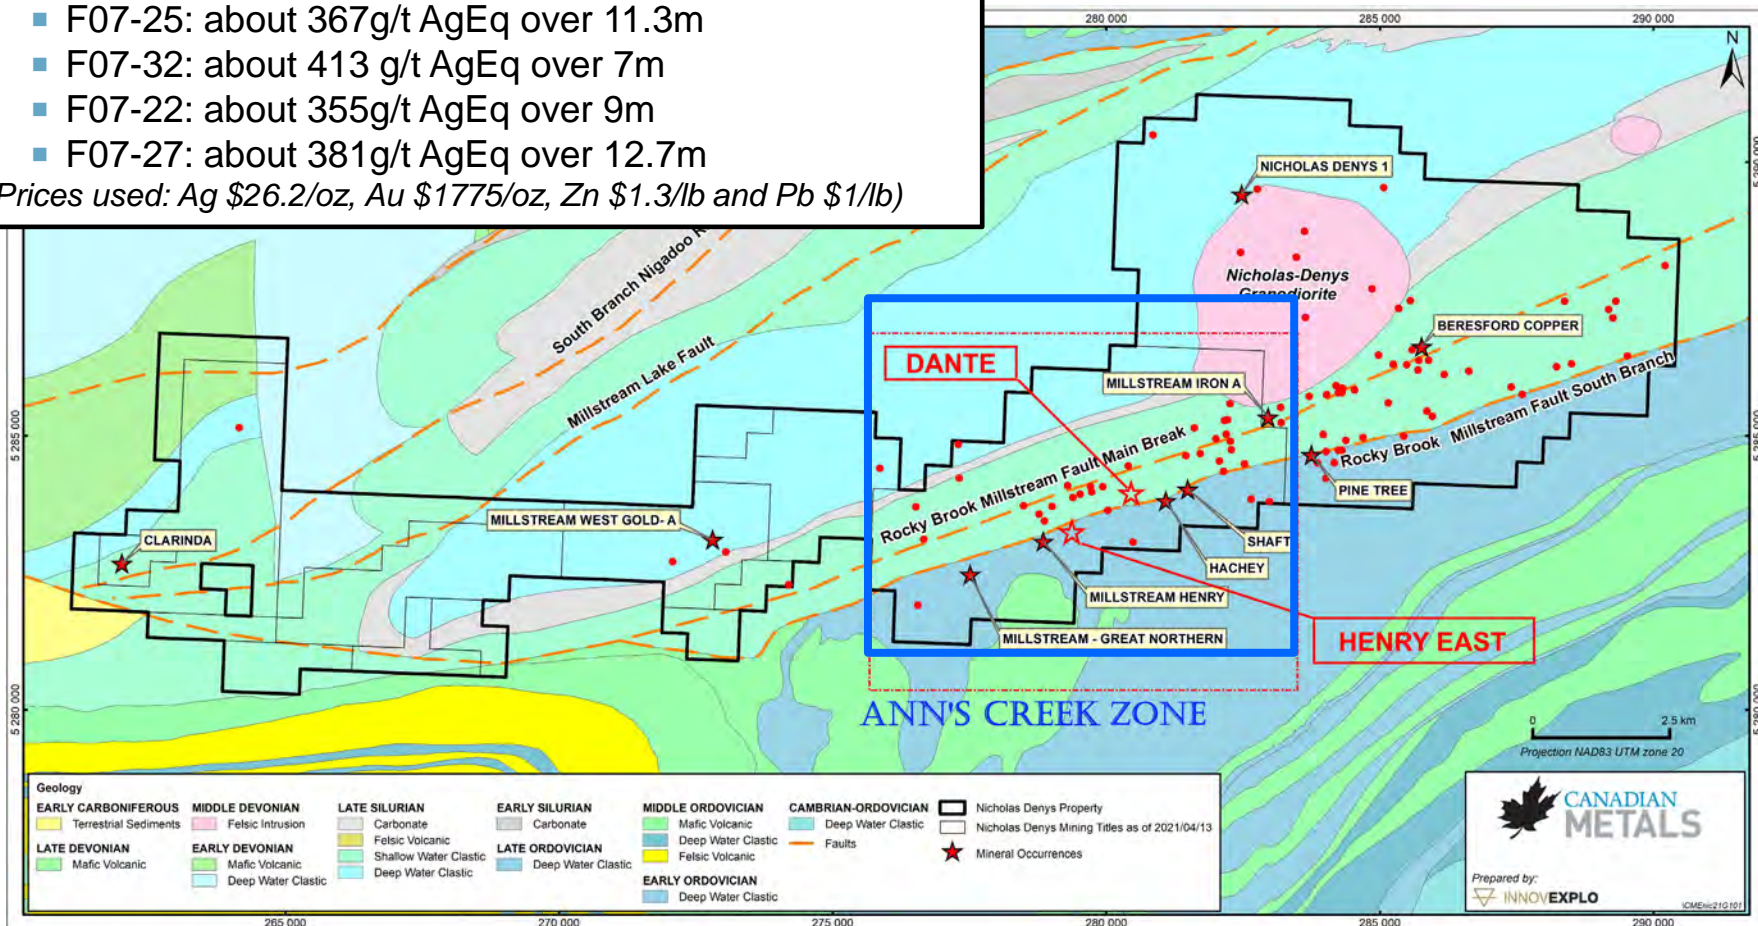 F07-25: about 367g/t AgEq over 11.3m
F07-32: about 413 g/t AgEq over 7m
F07-22: about 355g/t AgEq over 9m
F07-27: about 381g/t AgEq over 12.7m
Prices used: Ag $26.2/oz, Au $1775/oz, Zn $1.3/lb and Pb $1/lb)
280 000
285 000
290 000
N
NICHOLAS DENYS 1
Nicholas-Denys
Granodiorite
South Branch Nigadoo R
Millstream Lake Fault
BERESFORD COPPER
DANTE
MILLSTREAM IRON A
Rocky Brook Millstream Fault South Branch
Rocky Brook Millstream Fault Main Break
PINE TREE
5 285 000
5 285 000
MILLSTREAM WEST GOLD- A
CLARINDA
SHAFT
HACHEY
MILLSTREAM HENRY
MILLSTREAM - GREAT NORTHERN
HENRY EAST
ANN'S CREEK ZONE
5 280 000
5 280 000
0 2.5 km
Projection NAD83 UTM zone 20
Geology
EARLY CARBONIFEROUS
Terrestrial Sediments
LATE DEVONIAN
Mafic Volcanic
MIDDLE DEVONIAN
Felsic Intrusion
EARLY DEVONIAN
Mafic Volcanic
Deep Water Clastic
LATE SILURIAN
Carbonate
Felsic Volcanic
Shallow Water Clastic
Deep Water Clastic
EARLY SILURIAN
Carbonate
LATE ORDOVICIAN
Deep Water Clastic
MIDDLE ORDOVICIAN
Mafic Volcanic
Deep Water Clastic
Felsic Volcanic
EARLY ORDOVICIAN
Deep Water Clastic
CAMBRIAN-ORDOVICIAN
Deep Water Clastic
Faults
Nicholas Denys Property
Nicholas Denys Mining Titles as of 2021/04/13
Mineral Occurrences
CANADIAN
METALS
Prepared by:
INNOVEXPLO
265 000
270 000
275 000
280 000
285 000
290 000